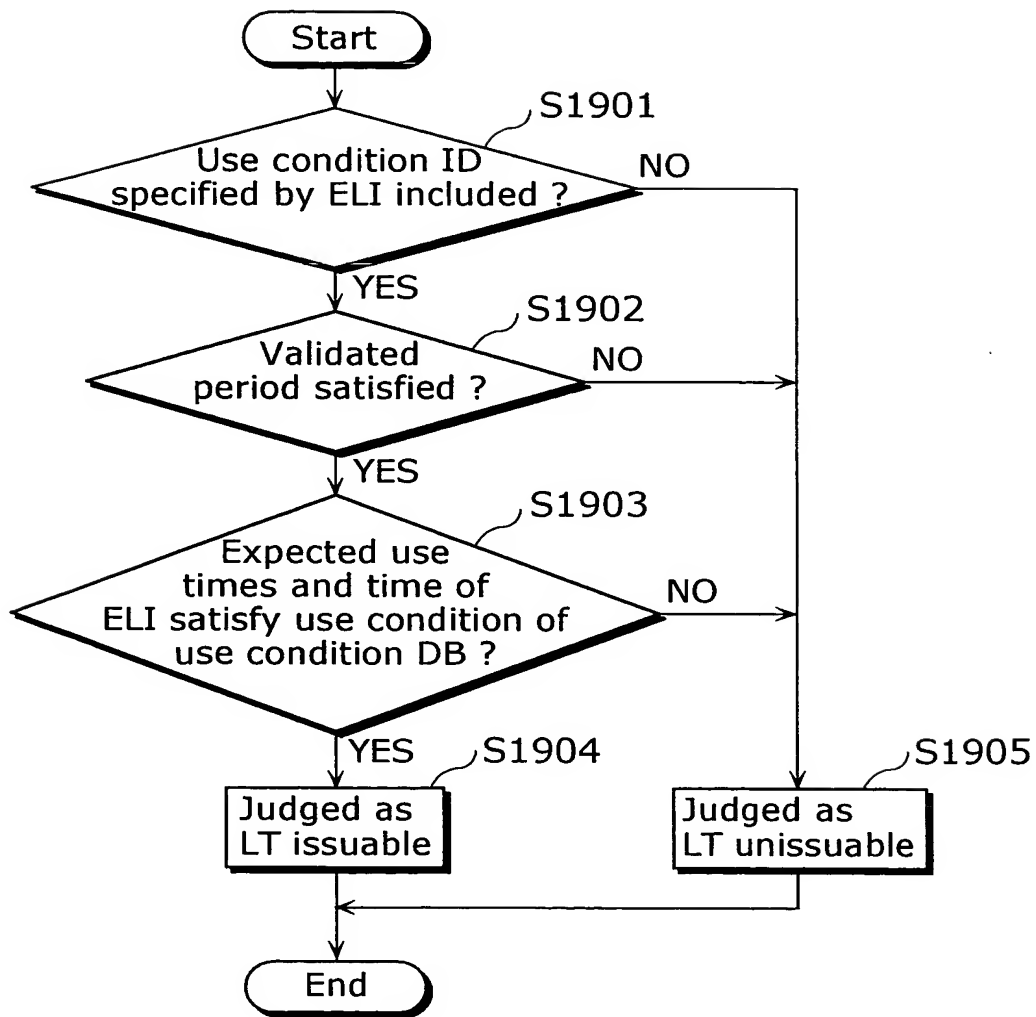 Start
S1901
Use condition ID
specified by ELI included ?
NO
YES
S1902
Validated
period satisfied ?
NO
YES
S1903
Expected use
times and time of
ELI satisfy use condition of
use condition DB ?
NO
YES
S1904
Judged as
LT issuable
S1905
Judged as
LT unissuable
End